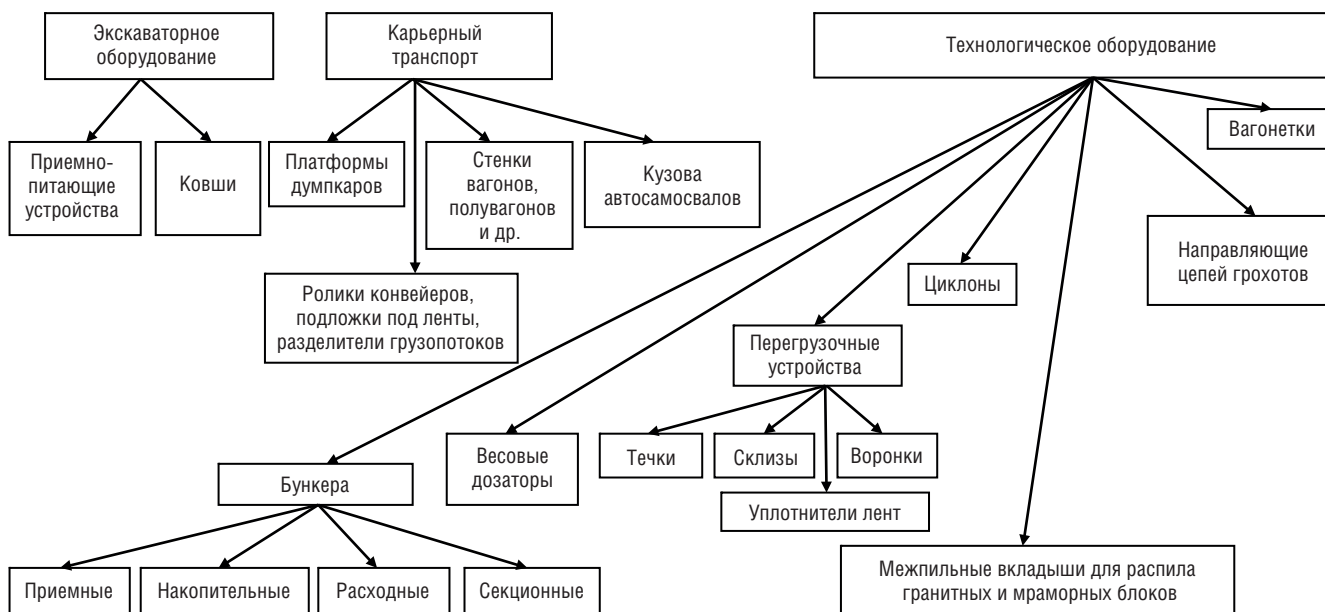 Экскаваторное
оборудование
Карьерный
транспорт
Технологическое оборудование
Приемно-
питающие
устройства
Ковши
Платформы
думпкаров
Стенки
вагонов,
полувагонов
и др.
Кузова
автосамосвалов
Вагонетки
Ролики конвейеров,
подложки под ленты,
разделители грузопотоков
Циклоны
Направляющие
цепей грохотов
Перегрузочные
устройства
Бункера
Весовые
дозаторы
Течки
Склизы
Воронки
Уплотнители лент
Приемные
Накопительные
Расходные
Секционные
Межпильные вкладыши для распила
гранитных и мраморных блоков